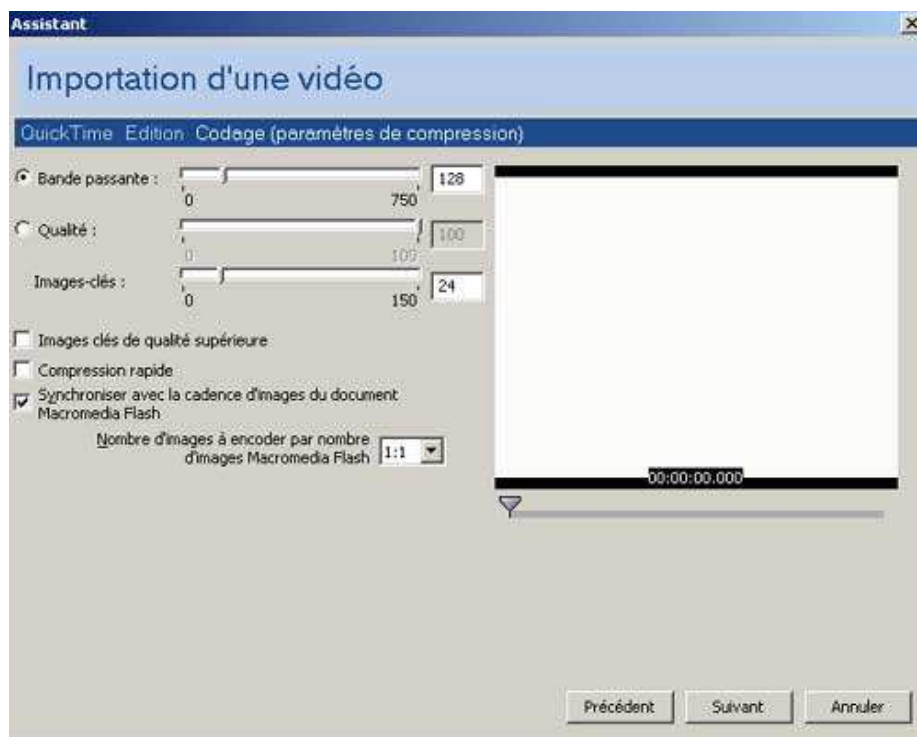 Assistant
Importation d'une vidéo
QuickTime Edition Codage (paramètres de compression)
Bande passante : 128
0 750
Qualité : 100
0 100
Images-clés : 24
0 150
Images clés de qualité supérieure
Compression rapide
Synchroniser avec la cadence d'images du document
Macromedia Flash
Nombre d'images à encoder par nombre
d'images Macromedia Flash 1:1
00:00:00.000
Précédent Suivant Annuler